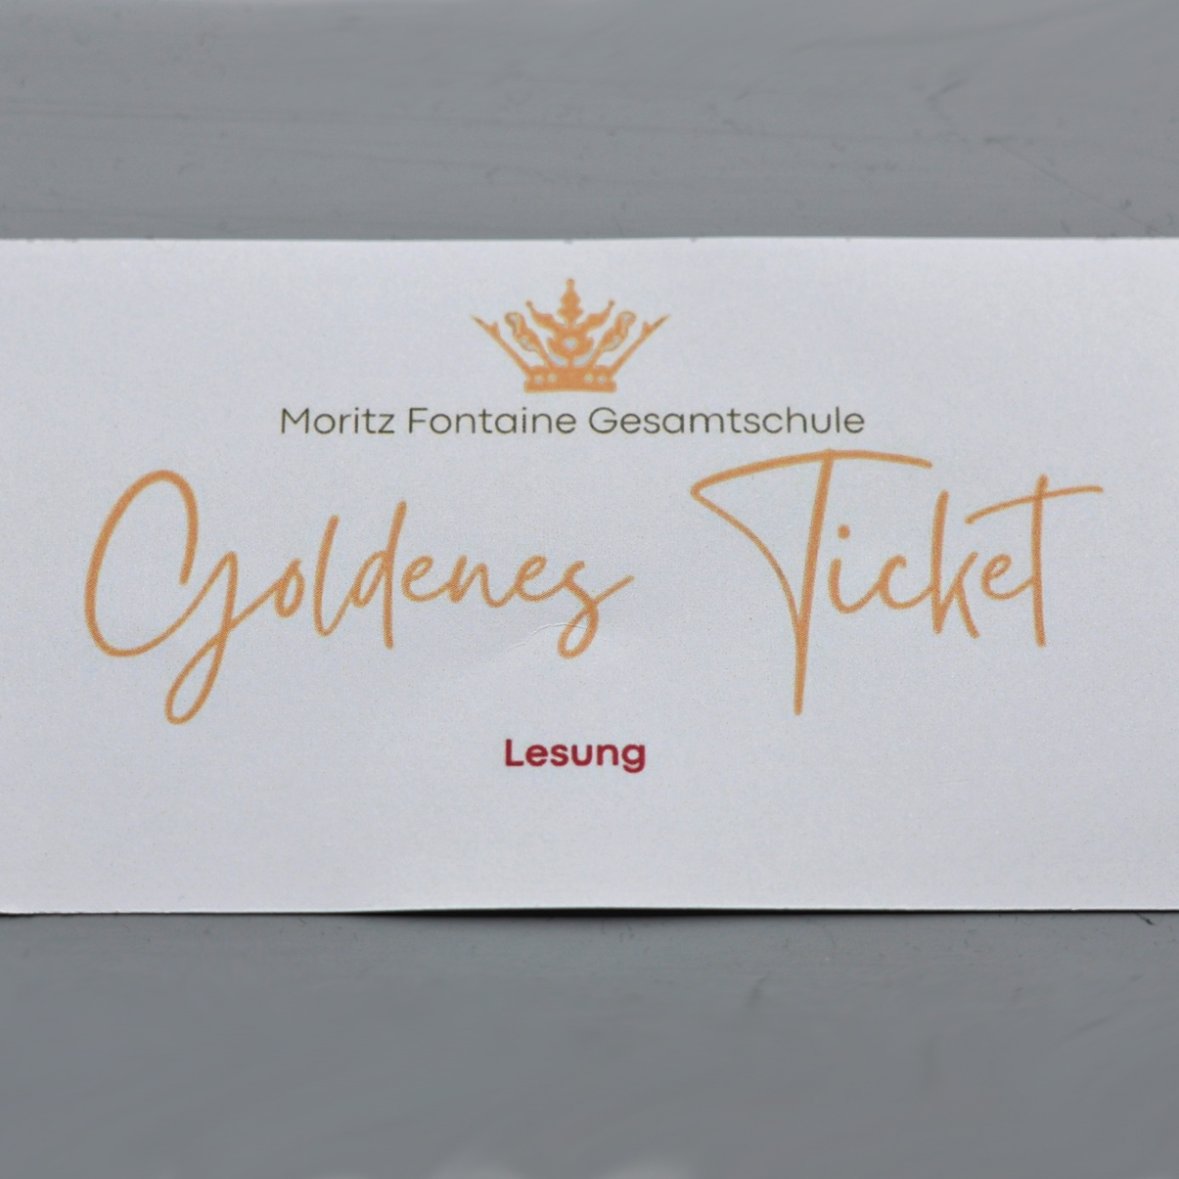 Moritz Fontaine Gesamtschule
Goldenes Ticket
Lesung